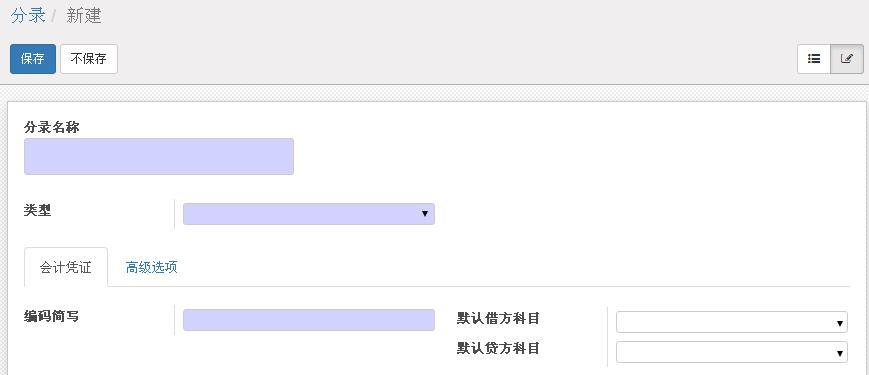 分录 / 新建
保存 不保存
分录名称
类型
会计凭证 高级选项
编码简写 默认借方科目
默认贷方科目